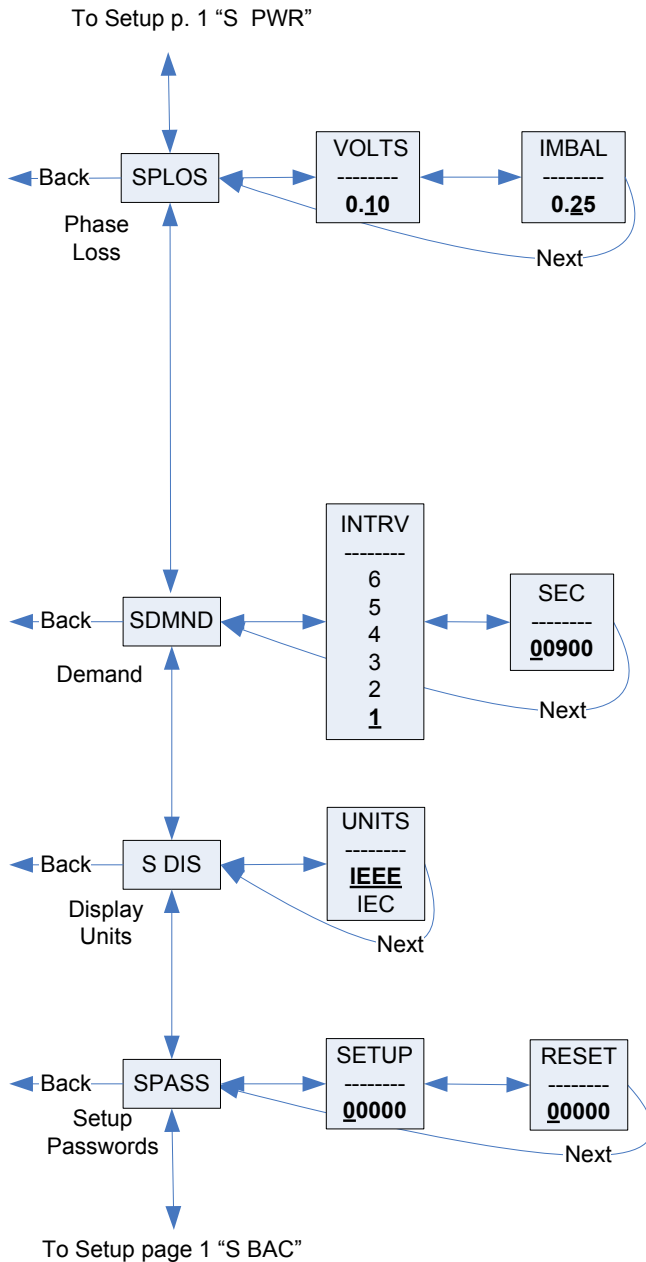 To Setup p. 1 “S  PWR”
VOLTS
--------
0.10
IMBAL
--------
0.25
Back
SPLOS
Phase
Loss
Next
INTRV
--------
6
5
4
3
2
1
SEC
--------
00900
Back
SDMND
Demand
Next
UNITS
--------
IEEE
IEC
Back
S DIS
Display
Units
Next
SETUP
--------
00000
RESET
--------
00000
Back
SPASS
Setup
Passwords
Next
To Setup page 1 “S BAC”